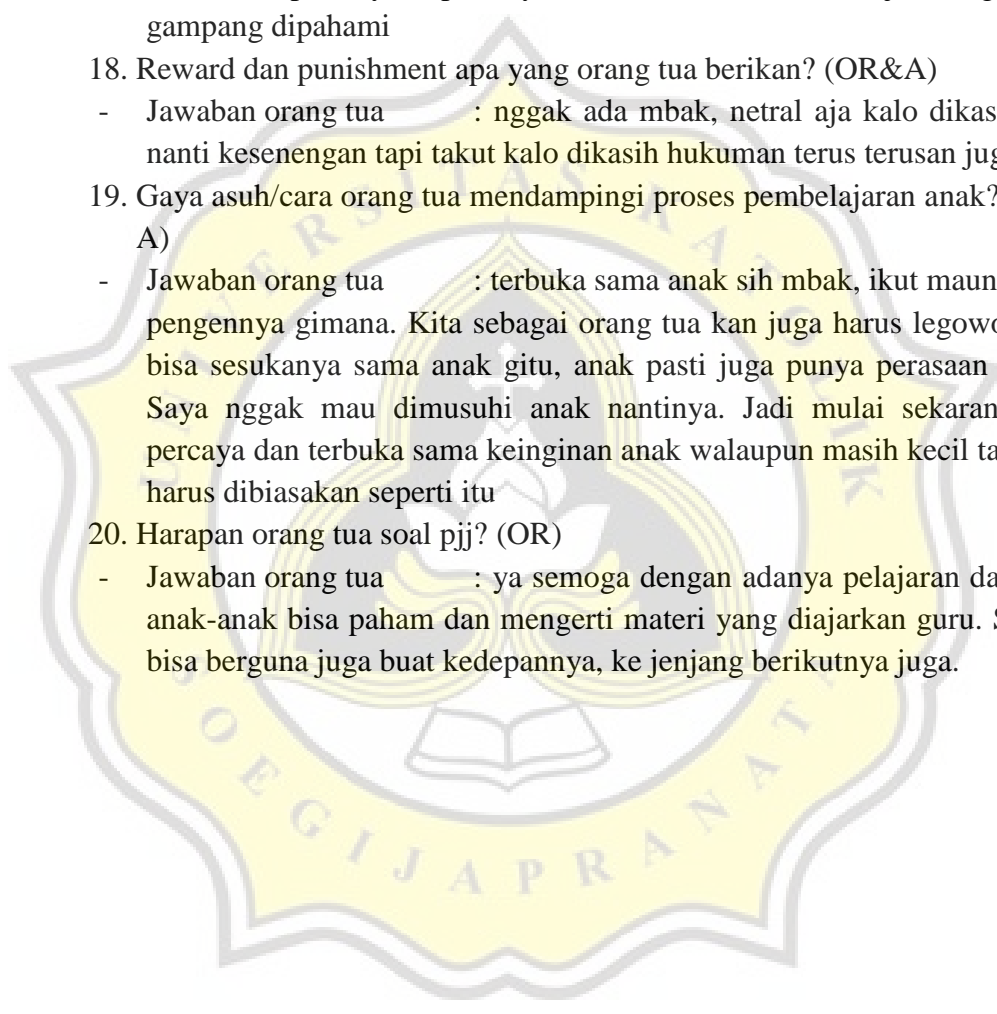 gampang dipahami
18. Reward dan punishment apa yang orang tua berikan? (OR&A)
- Jawaban orang tua : nggak ada mbak, netral aja kalo dikas
nanti kesenengan tapi takut kalo dikasih hukuman terus terusan jug
19. Gaya asuh/cara orang tua mendampingi proses pembelajaran anak?
A)
- Jawaban orang tua : terbuka sama anak sih mbak, ikut maun
pengennya gimana. Kita sebagai orang tua kan juga harus legowo
bisa sesukanya sama anak gitu, anak pasti juga punya perasaan
Saya nggak mau dimusuhi anak nantinya. Jadi mulai sekaran
percaya dan terbuka sama keinginan anak walaupun masih kecil ta
harus dibiasakan seperti itu
20. Harapan orang tua soal pjj? (OR)
- Jawaban orang tua : ya semoga dengan adanya pelajaran da
anak-anak bisa paham dan mengerti materi yang diajarkan guru. S
bisa berguna juga buat kedepannya, ke jenjang berikutnya juga.
UNIVERSITAS KATOLIK
SOEGIJAPRANATA